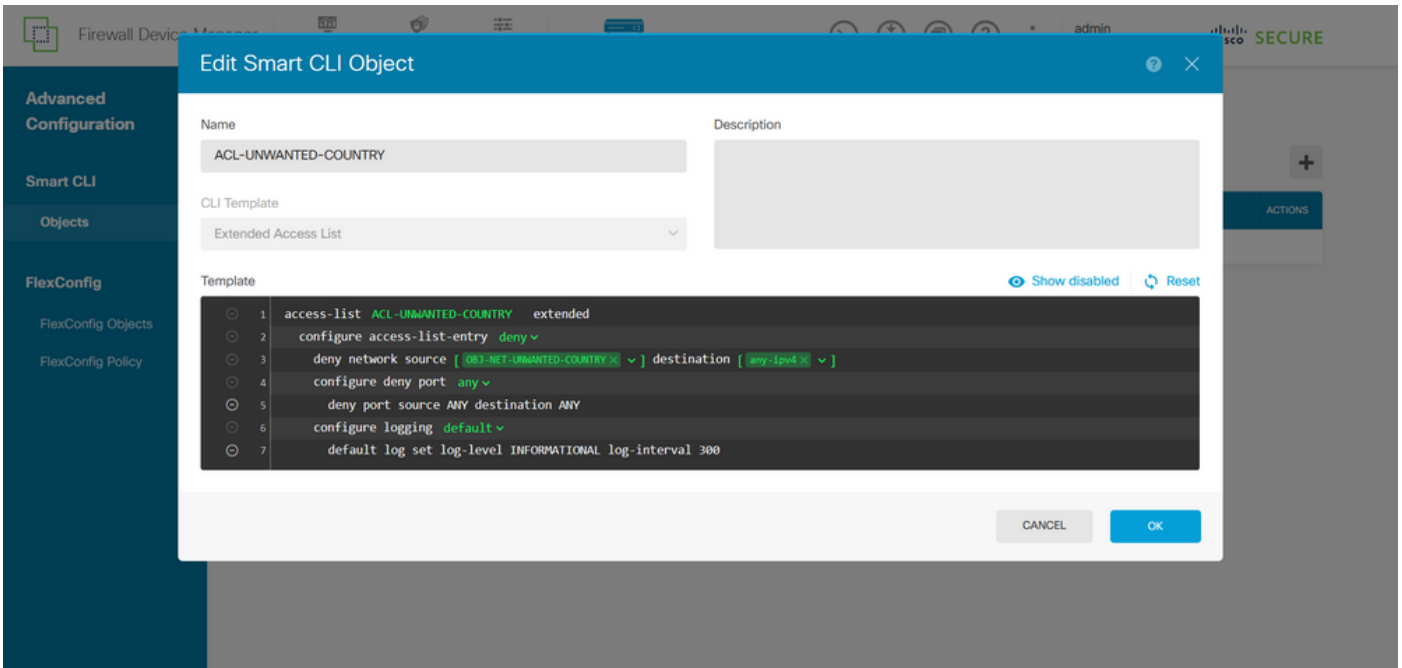 Firewall Device Manager
admin
CISCO SECURE
Edit Smart CLI Object
Advanced
Configuration
Name
Description
ACL-UNWANTED-COUNTRY
Smart CLI
CLI Template
Objects
ACTIONS
Extended Access List
FlexConfig
Template
Show disabled
Reset
FlexConfig Objects
FlexConfig Policy
1 access-list ACL-UNWANTED-COUNTRY extended
2 configure access-list-entry deny
3 deny network source [ OBJ-NET-UNWANTED-COUNTRY × ] destination [ any-ipv4 × ]
4 configure deny port any
5 deny port source ANY destination ANY
6 configure logging default
7 default log set log-level INFORMATIONAL log-interval 300
CANCEL
OK